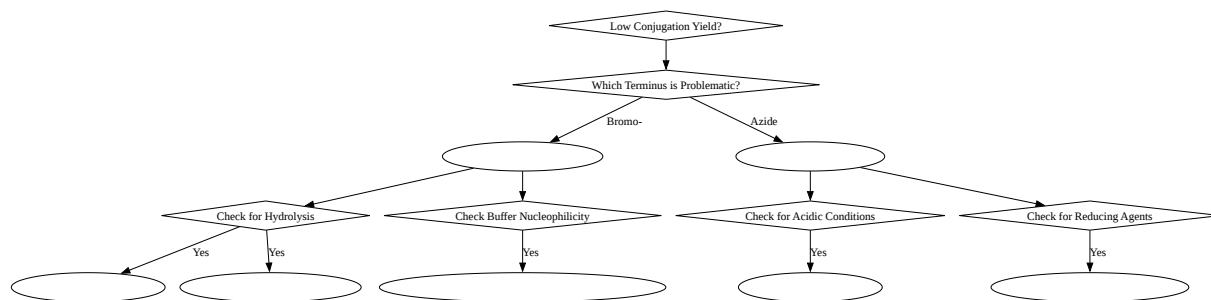 Low Conjugation Yield?
Which Terminus is Problematic?
Bromo-
Azide
Check for Hydrolysis
Check Buffer Nucleophilicity
Check for Acidic Conditions
Check for Reducing Agents
Yes
Yes
Yes
Yes
Yes